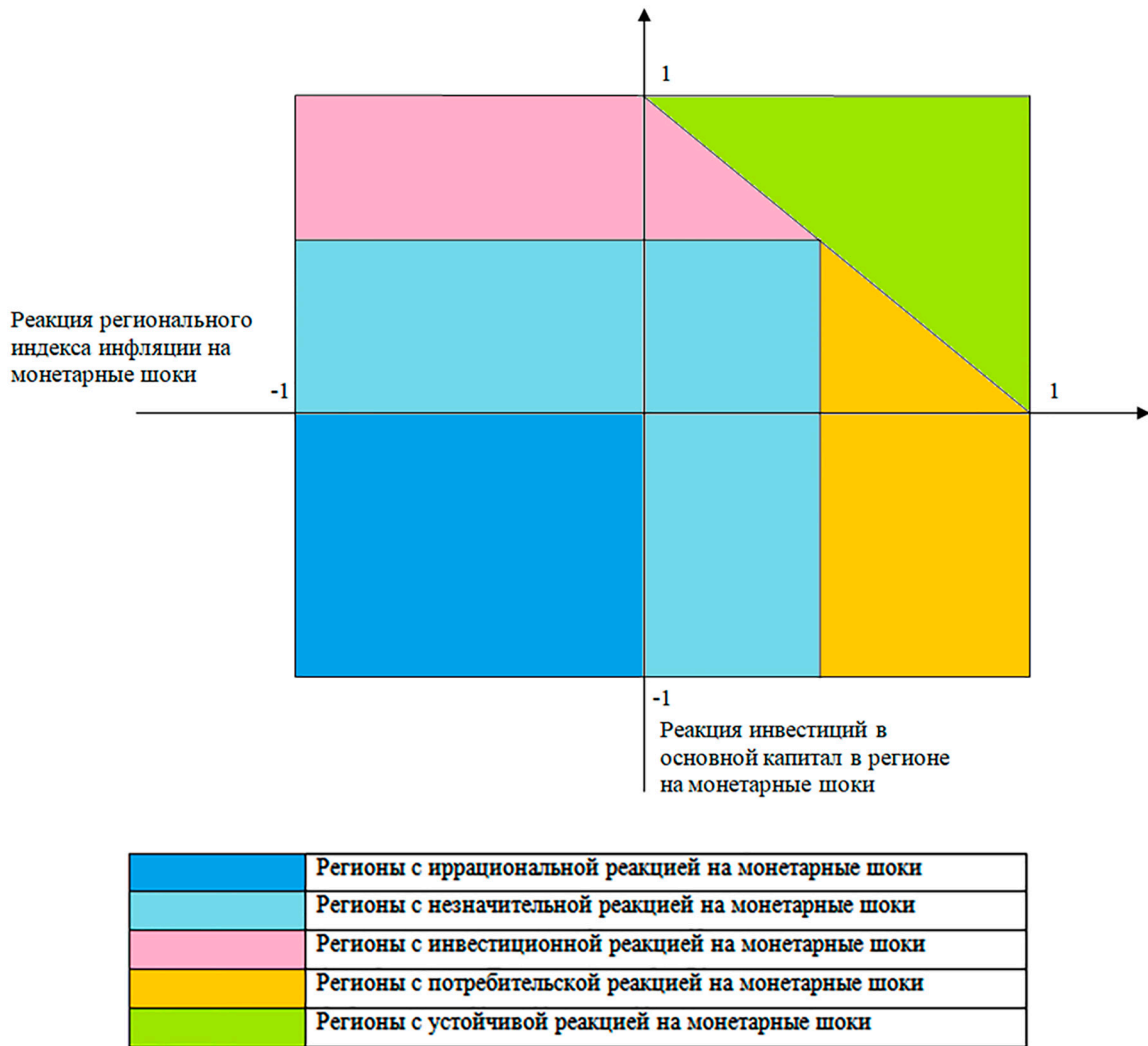 1
Реакция регионального
индекса инфляции на
монетарные шоки
-1
1
-1
Реакция инвестиций в
основной капитал в регионе
на монетарные шоки
Регионы с иррациональной реакцией на монетарные шоки
Регионы с незначительной реакцией на монетарные шоки
Регионы с инвестиционной реакцией на монетарные шоки
Регионы с потребительской реакцией на монетарные шоки
Регионы с устойчивой реакцией на монетарные шоки